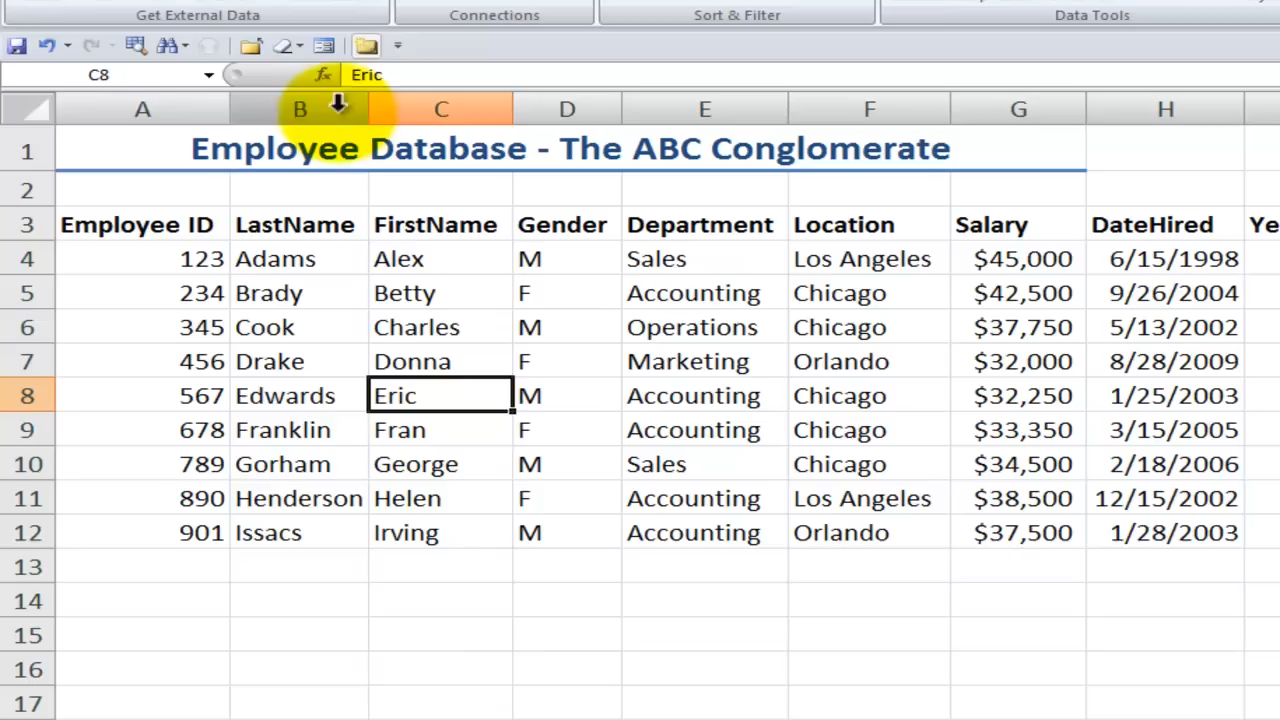 Get External Data Connections Sort & Filter Data Tools
C8 fx Eric
A B C D E F G H
1 Employee Database - The ABC Conglomerate
2
3 Employee ID LastName FirstName Gender Department Location Salary DateHired Ye
4 123 Adams Alex M Sales Los Angeles $45,000 6/15/1998
5 234 Brady Betty F Accounting Chicago $42,500 9/26/2004
6 345 Cook Charles M Operations Chicago $37,750 5/13/2002
7 456 Drake Donna F Marketing Orlando $32,000 8/28/2009
8 567 Edwards Eric M Accounting Chicago $32,250 1/25/2003
9 678 Franklin Fran F Accounting Chicago $33,350 3/15/2005
10 789 Gorham George M Sales Chicago $34,500 2/18/2006
11 890 Henderson Helen F Accounting Los Angeles $38,500 12/15/2002
12 901 Issacs Irving M Accounting Orlando $37,500 1/28/2003
13
14
15
16
17